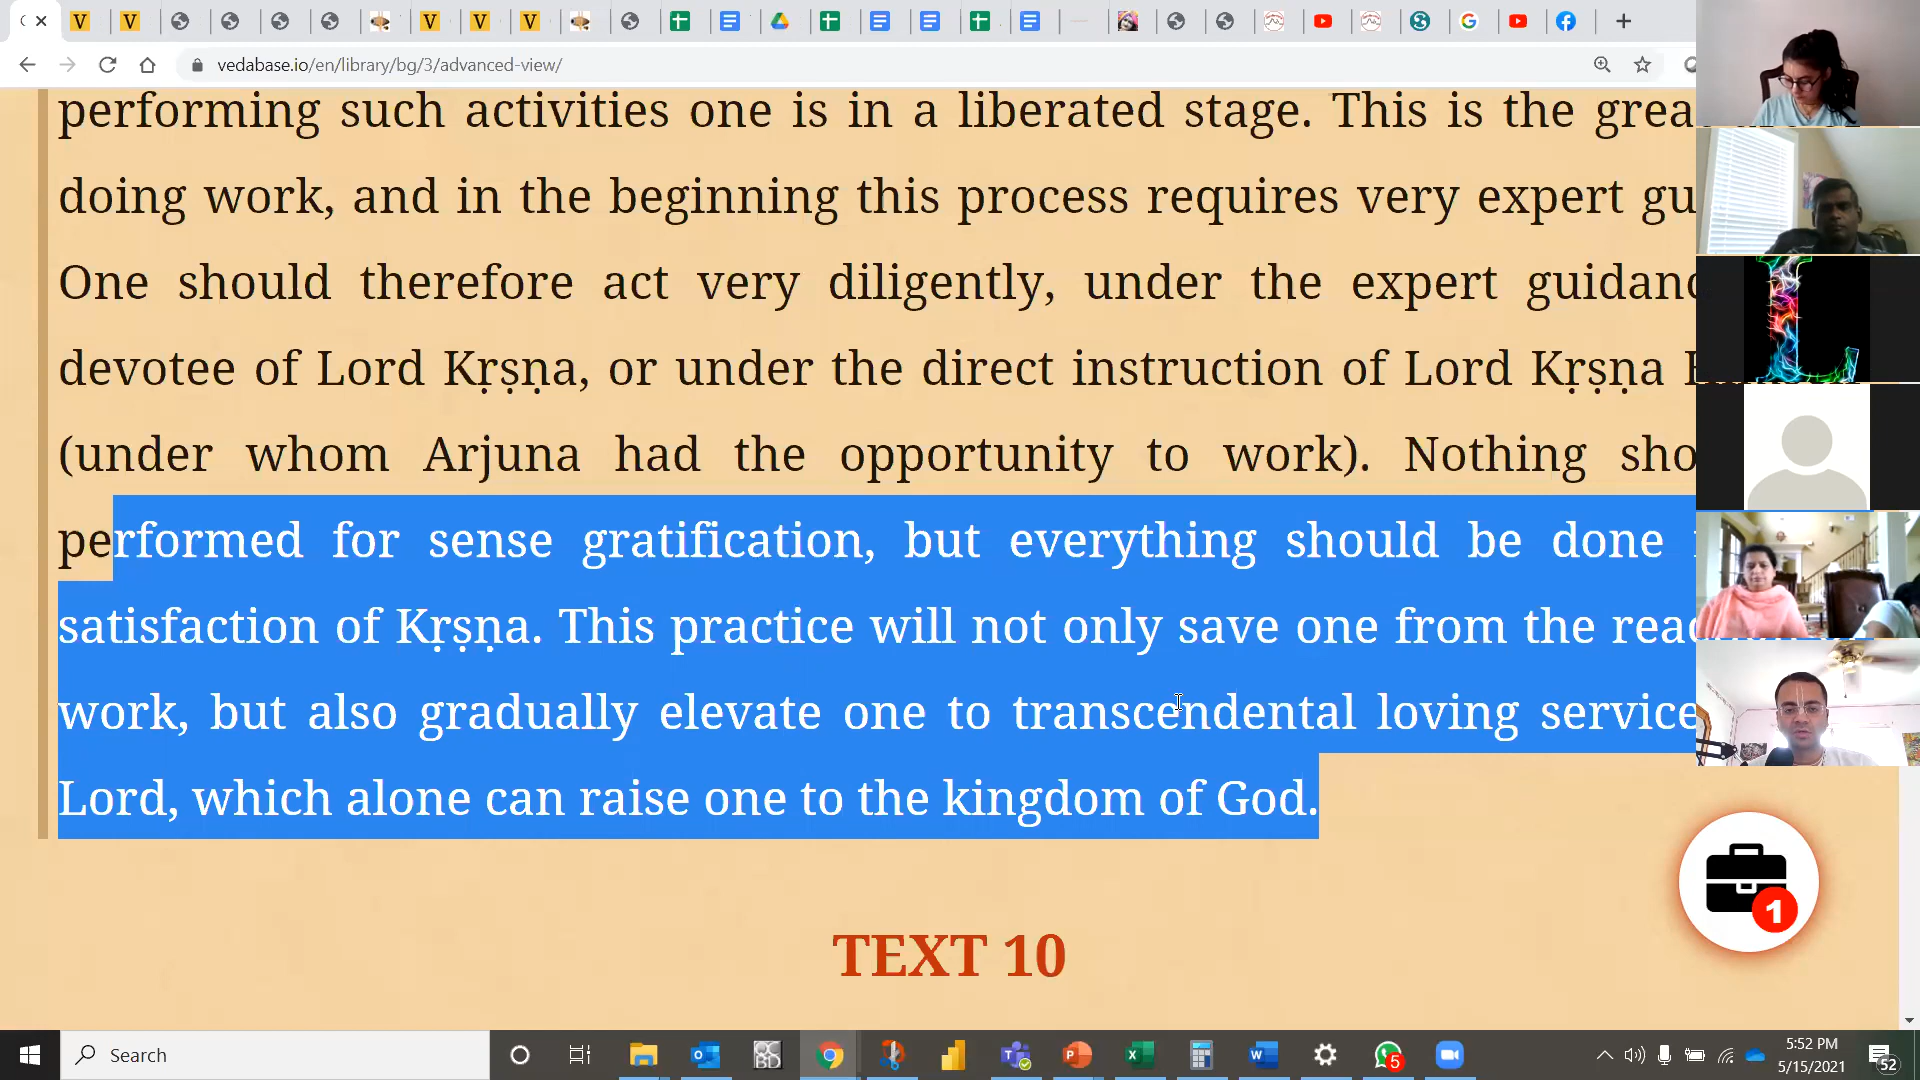 vedabase.io/en/library/bg/3/advanced-view/
performing such activities one is in a liberated stage. This is the
doing work, and in the beginning this process requires very expert
One should therefore act very diligently, under the expert
devotee of Lord Kṛṣṇa, or under the direct instruction of Lord Kṛṣṇa
(under whom Arjuna had the opportunity to work). Nothing
performed for sense gratification, but everything should be done
satisfaction of Kṛṣṇa. This practice will not only save one from the
work, but also gradually elevate one to transcendental loving service
Lord, which alone can raise one to the kingdom of God.
1
TEXT 10
Search
5
5:52 PM
5/15/2021
52